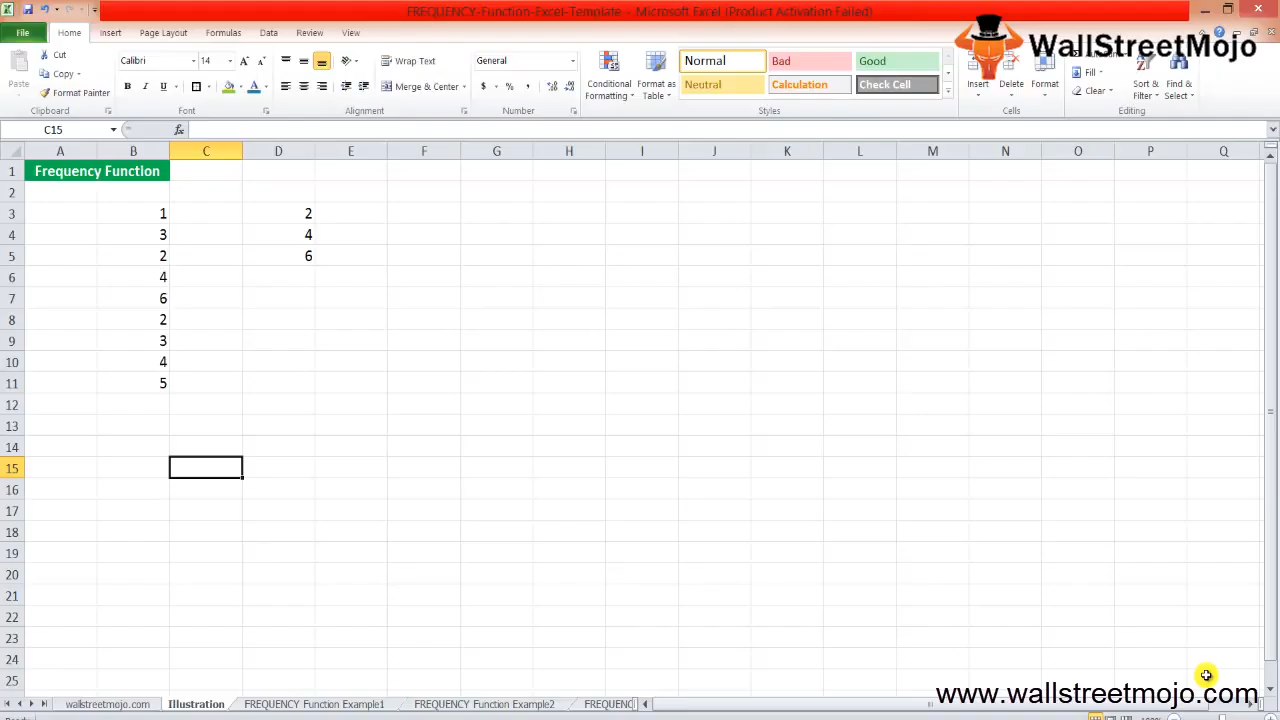 FREQUENCY-Function-Excel-Template - Microsoft Excel (Product Activation Failed)
WallStreetMojo
File Home Insert Page Layout Formulas Data Review View
Cut
Copy
Format Painter
Paste
Clipboard
Calibri 14
B I
Font
Wrap Text
Merge & Center
Alignment
General
$ % ,
Number
Conditional Formatting
Format as Table
Normal Bad Good
Neutral Calculation Check Cell
Styles
Insert Delete Format
Cells
Fill
Clear
Sort & Filter
Find & Select
Editing
C15 fx
A B C D E F G H I J K L M N O P Q
1 Frequency Function
2
3 1 2
4 3 4
5 2 6
6 4
7 6
8 2
9 3
10 4
11 5
12
13
14
15
16
17
18
19
20
21
22
23
24
25
www.wallstreetmojo.com
wallstreetmojo.com Illustration FREQUENCY Function Example1 FREQUENCY Function Example2 FREQUENC